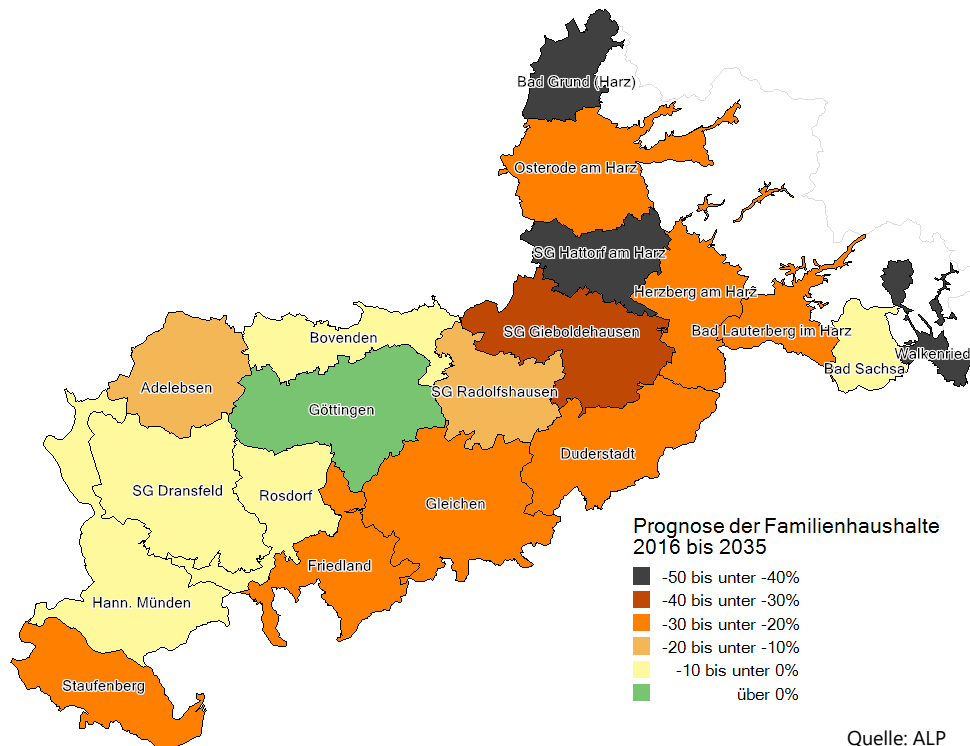 Bad Grund (Harz)
Osterode am Harz
SG Hattorf am Harz
Herzberg am Harz
SG Gieboldehausen
Bad Lauterberg im Harz
Bovenden
Walkenried
Bad Sachsa
Adelebsen
SG Radolfshausen
Göttingen
Duderstadt
SG Dransfeld
Rosdorf
Gleichen
Friedland
Hann. Münden
Staufenberg
Prognose der Familienhaushalte
2016 bis 2035
-50 bis unter -40%
-40 bis unter -30%
-30 bis unter -20%
-20 bis unter -10%
-10 bis unter 0%
über 0%
Quelle: ALP